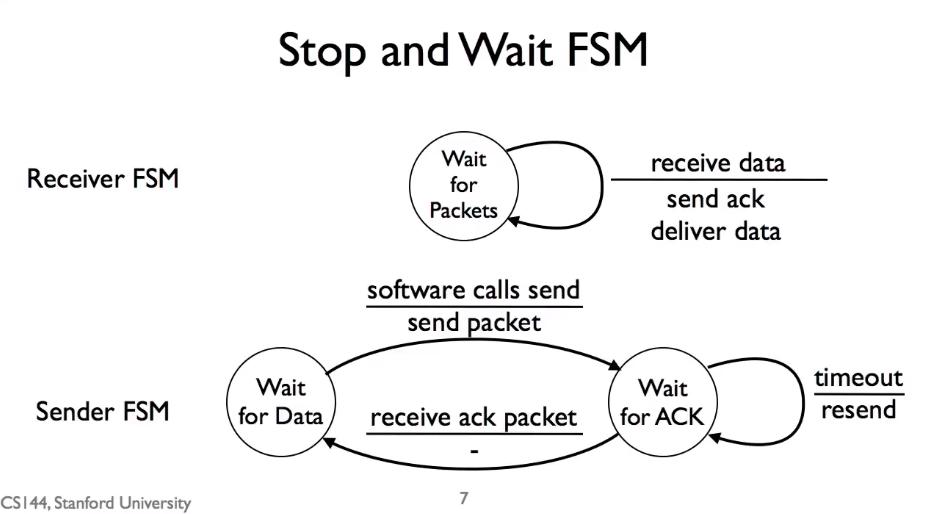 Stop and Wait FSM
Receiver FSM
Wait
for
Packets
receive data
send ack
deliver data
software calls send
send packet
Sender FSM
Wait
for Data
receive ack packet
-
Wait
for ACK
timeout
resend
CS144, Stanford University
7